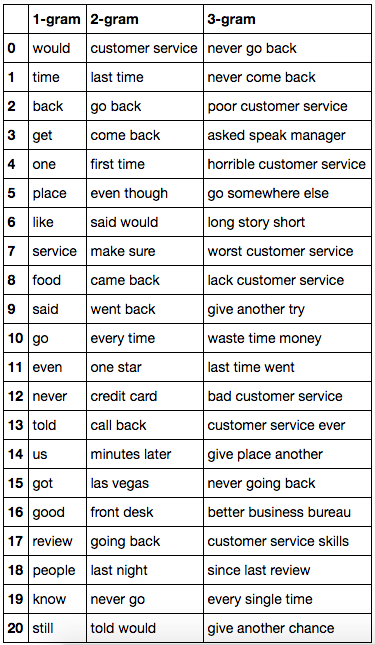 1-gram 2-gram 3-gram
0 would customer service never go back
1 time last time never come back
2 back go back poor customer service
3 get come back asked speak manager
4 one first time horrible customer service
5 place even though go somewhere else
6 like said would long story short
7 service make sure worst customer service
8 food came back lack customer service
9 said went back give another try
10 go every time waste time money
11 even one star last time went
12 never credit card bad customer service
13 told call back customer service ever
14 us minutes later give place another
15 got las vegas never going back
16 good front desk better business bureau
17 review going back customer service skills
18 people last night since last review
19 know never go every single time
20 still told would give another chance